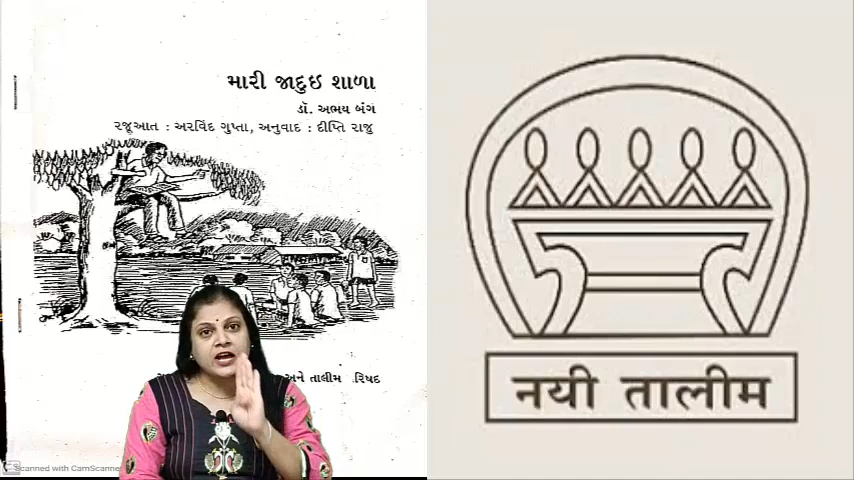 મારી જાદુઇ શાળા
ડૉ. અભય બંગ
રજૂઆત : અરવિંદ ગુપ્તા, અનુવાદ : દીપ્તિ રાજુ
અને તાલીમ
Scanned with CamScanner
नयी तालीम